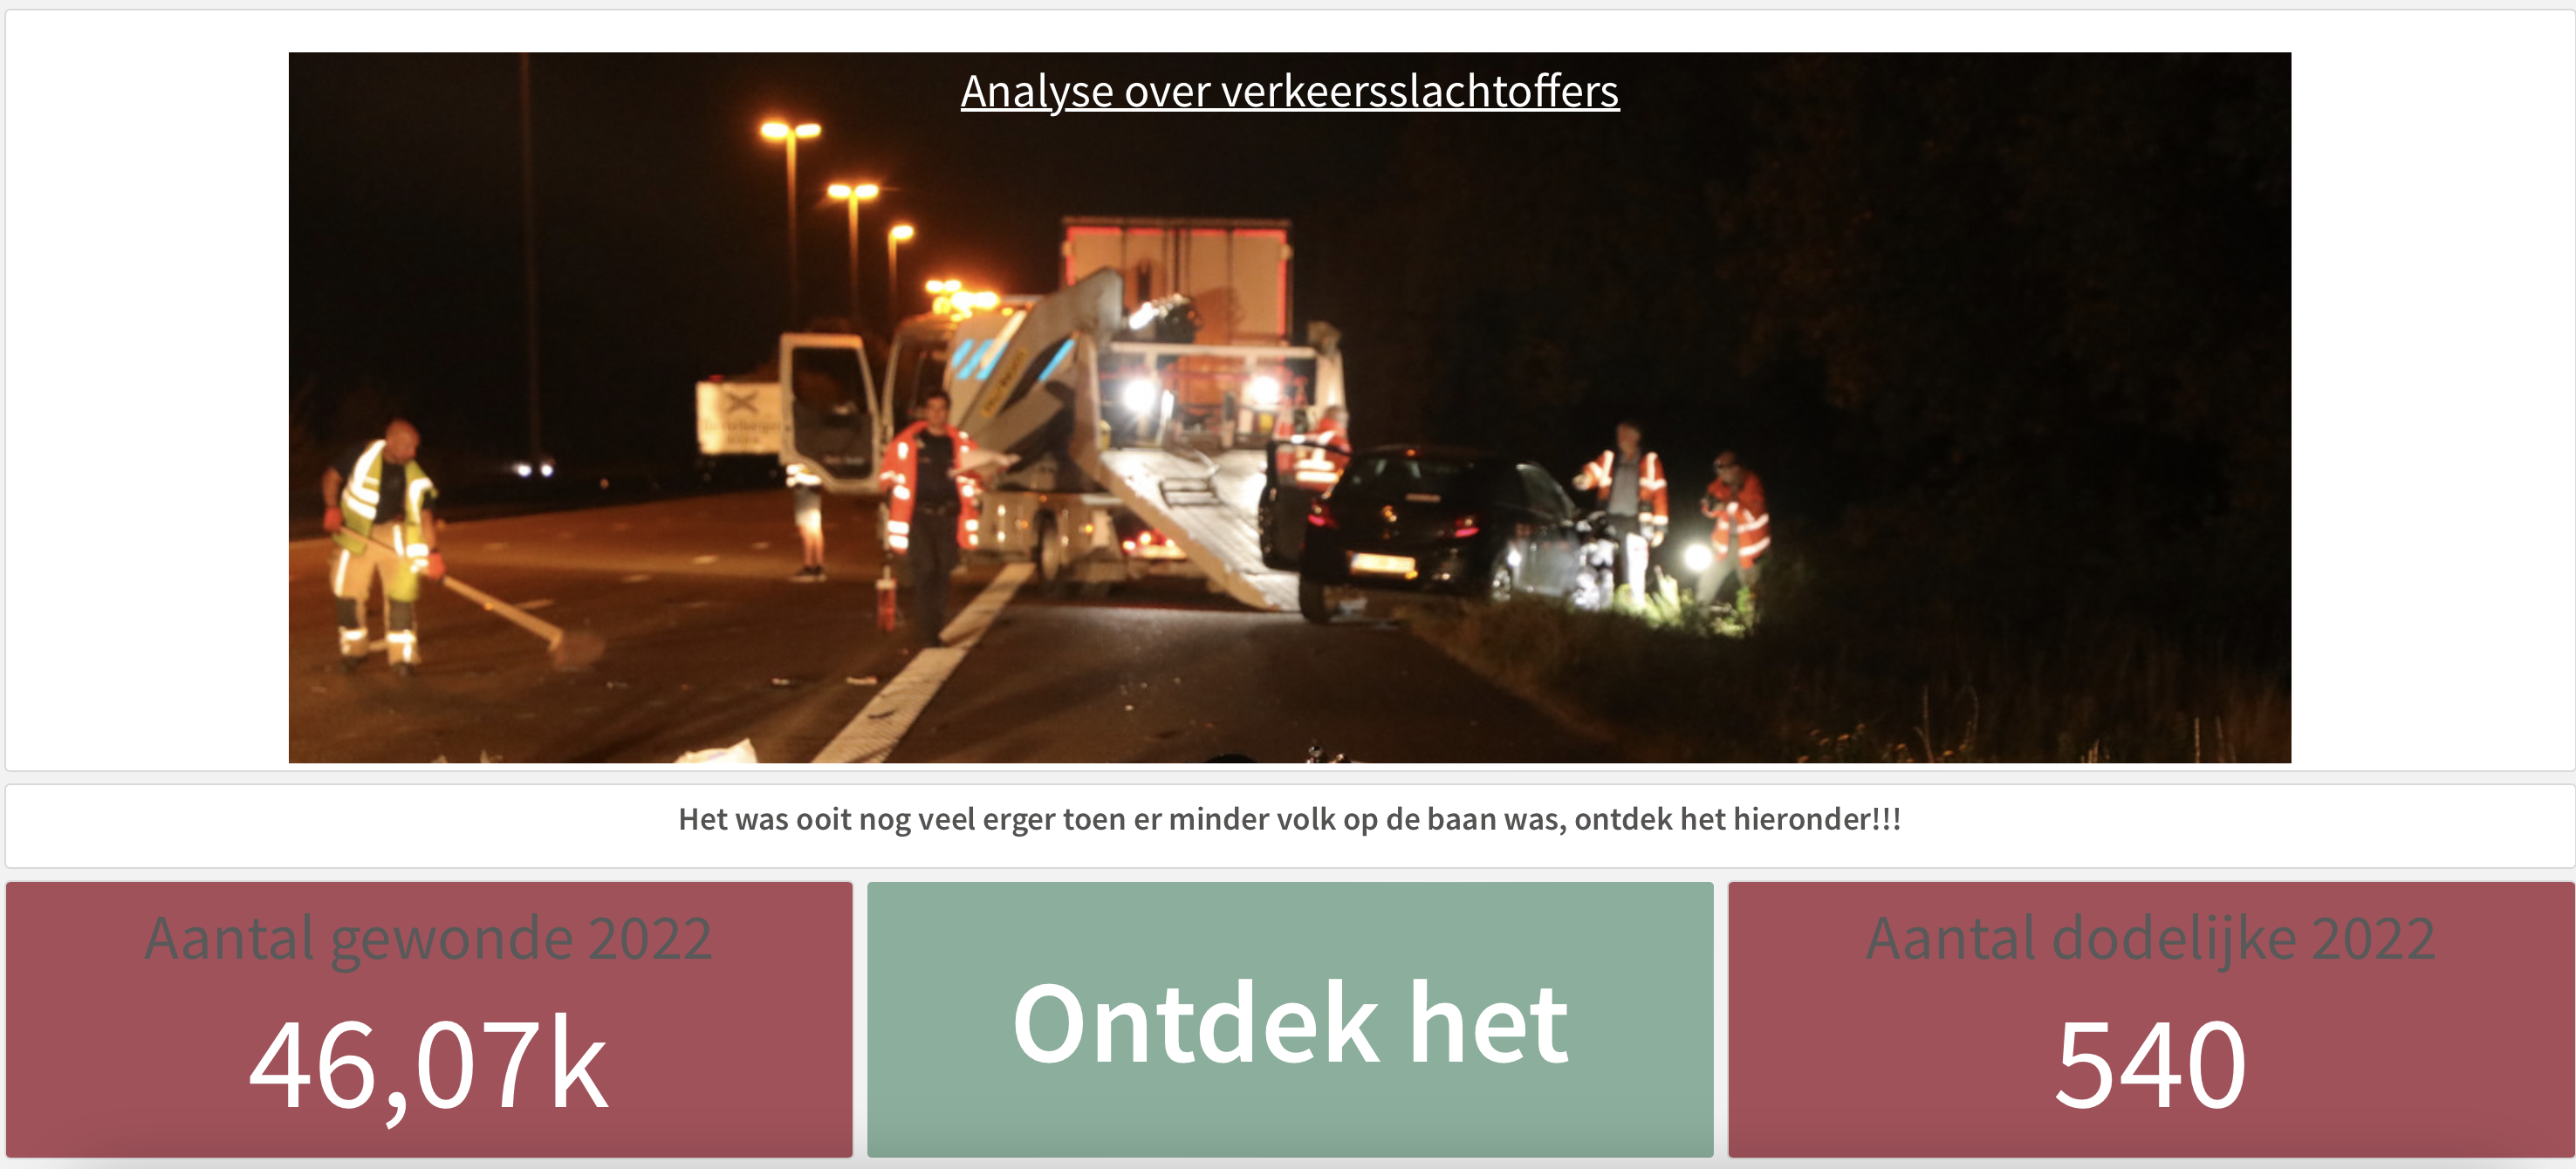 Analyse over verkeersslachtoffers
Het was ooit nog veel erger toen er minder volk op de baan was, ontdek het hieronder!!!
Aantal gewonde 2022
46,07k
Ontdek het
Aantal dodelijke 2022
540